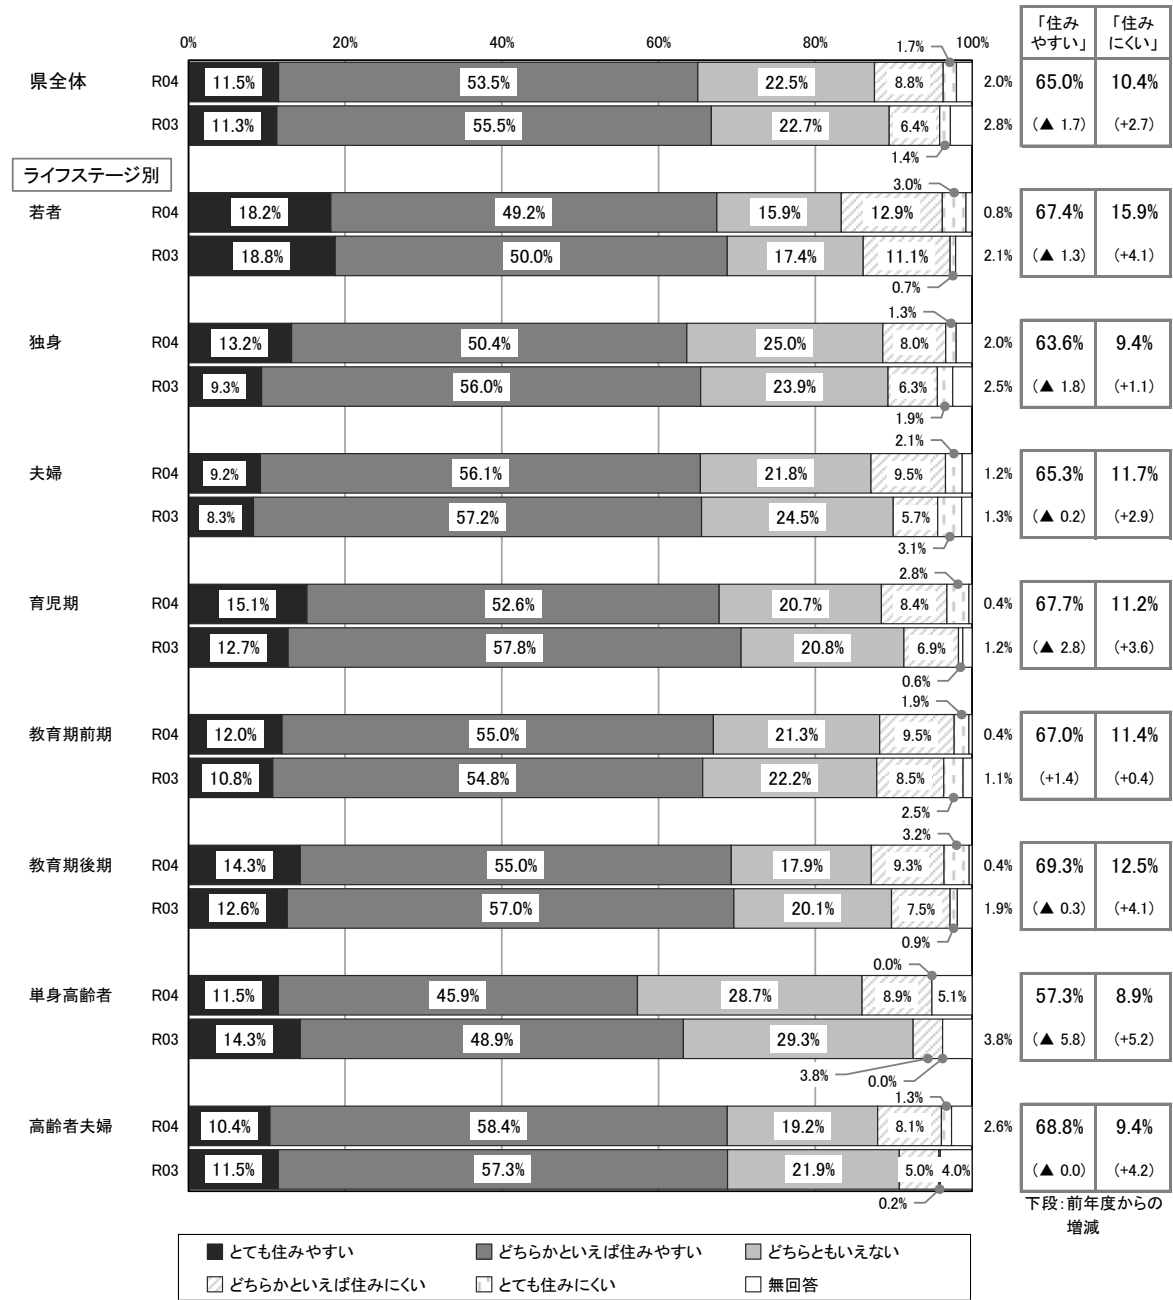 「住み
やすい」 「住み
にくい」
0% 20% 40% 60% 80% 100%
1.7%
県全体 R04 11.5% 53.5% 22.5% 8.8% 2.0% 65.0% 10.4%
R03 11.3% 55.5% 22.7% 6.4% 2.8% (▲ 1.7) (+2.7)
1.4%
ライフステージ別
3.0%
若者 R04 18.2% 49.2% 15.9% 12.9% 0.8% 67.4% 15.9%
R03 18.8% 50.0% 17.4% 11.1% 2.1% (▲ 1.3) (+4.1)
0.7%
1.3%
独身 R04 13.2% 50.4% 25.0% 8.0% 2.0% 63.6% 9.4%
R03 9.3% 56.0% 23.9% 6.3% 2.5% (▲ 1.8) (+1.1)
1.9%
2.1%
夫婦 R04 9.2% 56.1% 21.8% 9.5% 1.2% 65.3% 11.7%
R03 8.3% 57.2% 24.5% 5.7% 1.3% (▲ 0.2) (+2.9)
3.1%
2.8%
育児期 R04 15.1% 52.6% 20.7% 8.4% 0.4% 67.7% 11.2%
R03 12.7% 57.8% 20.8% 6.9% 1.2% (▲ 2.8) (+3.6)
0.6%
1.9%
教育期前期 R04 12.0% 55.0% 21.3% 9.5% 0.4% 67.0% 11.4%
R03 10.8% 54.8% 22.2% 8.5% 1.1% (+1.4) (+0.4)
2.5%
3.2%
教育期後期 R04 14.3% 55.0% 17.9% 9.3% 0.4% 69.3% 12.5%
R03 12.6% 57.0% 20.1% 7.5% 1.9% (▲ 0.3) (+4.1)
0.9%
0.0%
単身高齢者 R04 11.5% 45.9% 28.7% 8.9% 5.1% 57.3% 8.9%
R03 14.3% 48.9% 29.3% 3.8% (▲ 5.8) (+5.2)
3.8% 0.0%
1.3%
高齢者夫婦 R04 10.4% 58.4% 19.2% 8.1% 2.6% 68.8% 9.4%
R03 11.5% 57.3% 21.9% 5.0% 4.0% (▲ 0.0) (+4.2)
0.2%
下段:前年度からの
増減
とても住みやすい どちらかといえば住みやすい どちらともいえない
どちらかといえば住みにくい とても住みにくい 無回答